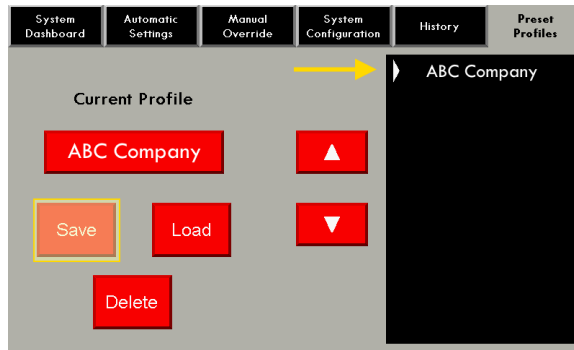 System
Dashboard
Automatic
Settings
Manual
Override
System
Configuration
History
Preset
Profiles
ABC Company
Current Profile
ABC Company
Save
Load
Delete